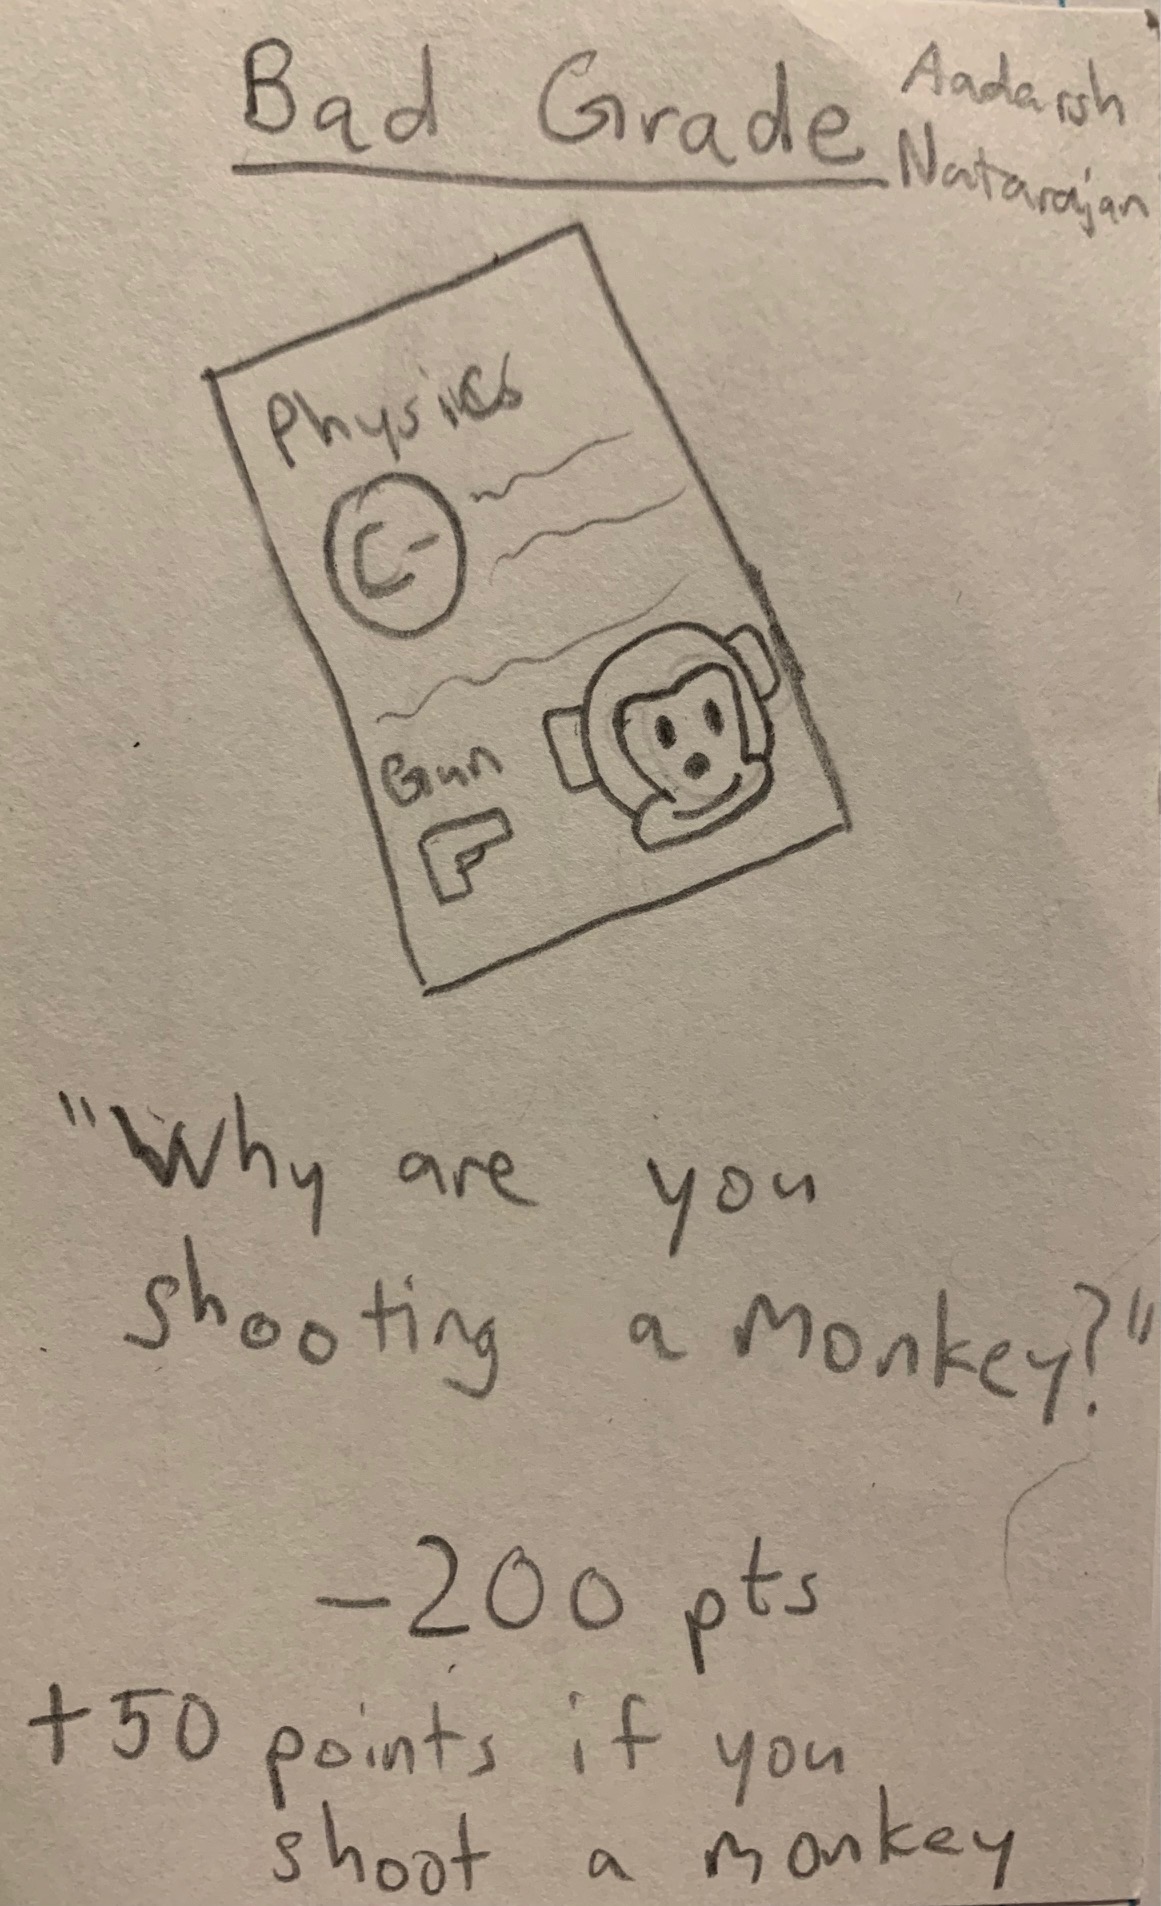 Bad Grade
Aadarsh
Natarajan
Physics
C-
Gun
"Why are you
shooting a monkey?"
-200 pts
+50 points if you
shoot a monkey